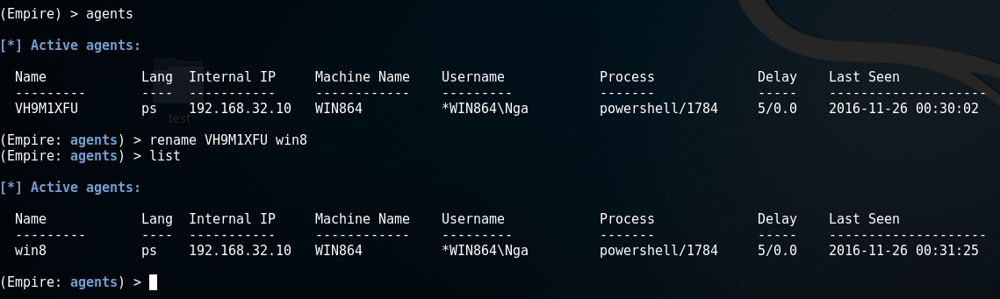 (Empire) > agents
[*] Active agents:
Name Lang Internal IP Machine Name Username Process Delay Last Seen
--------- ---- ----------- ------------ --------- ------- ----- --------------------
VH9M1XFU ps 192.168.32.10 WIN864 *WIN864\Nga powershell/1784 5/0.0 2016-11-26 00:30:02
test
(Empire: agents) > rename VH9M1XFU win8
(Empire: agents) > list
[*] Active agents:
Name Lang Internal IP Machine Name Username Process Delay Last Seen
--------- ---- ----------- ------------ --------- ------- ----- --------------------
win8 ps 192.168.32.10 WIN864 *WIN864\Nga powershell/1784 5/0.0 2016-11-26 00:31:25
(Empire: agents) >